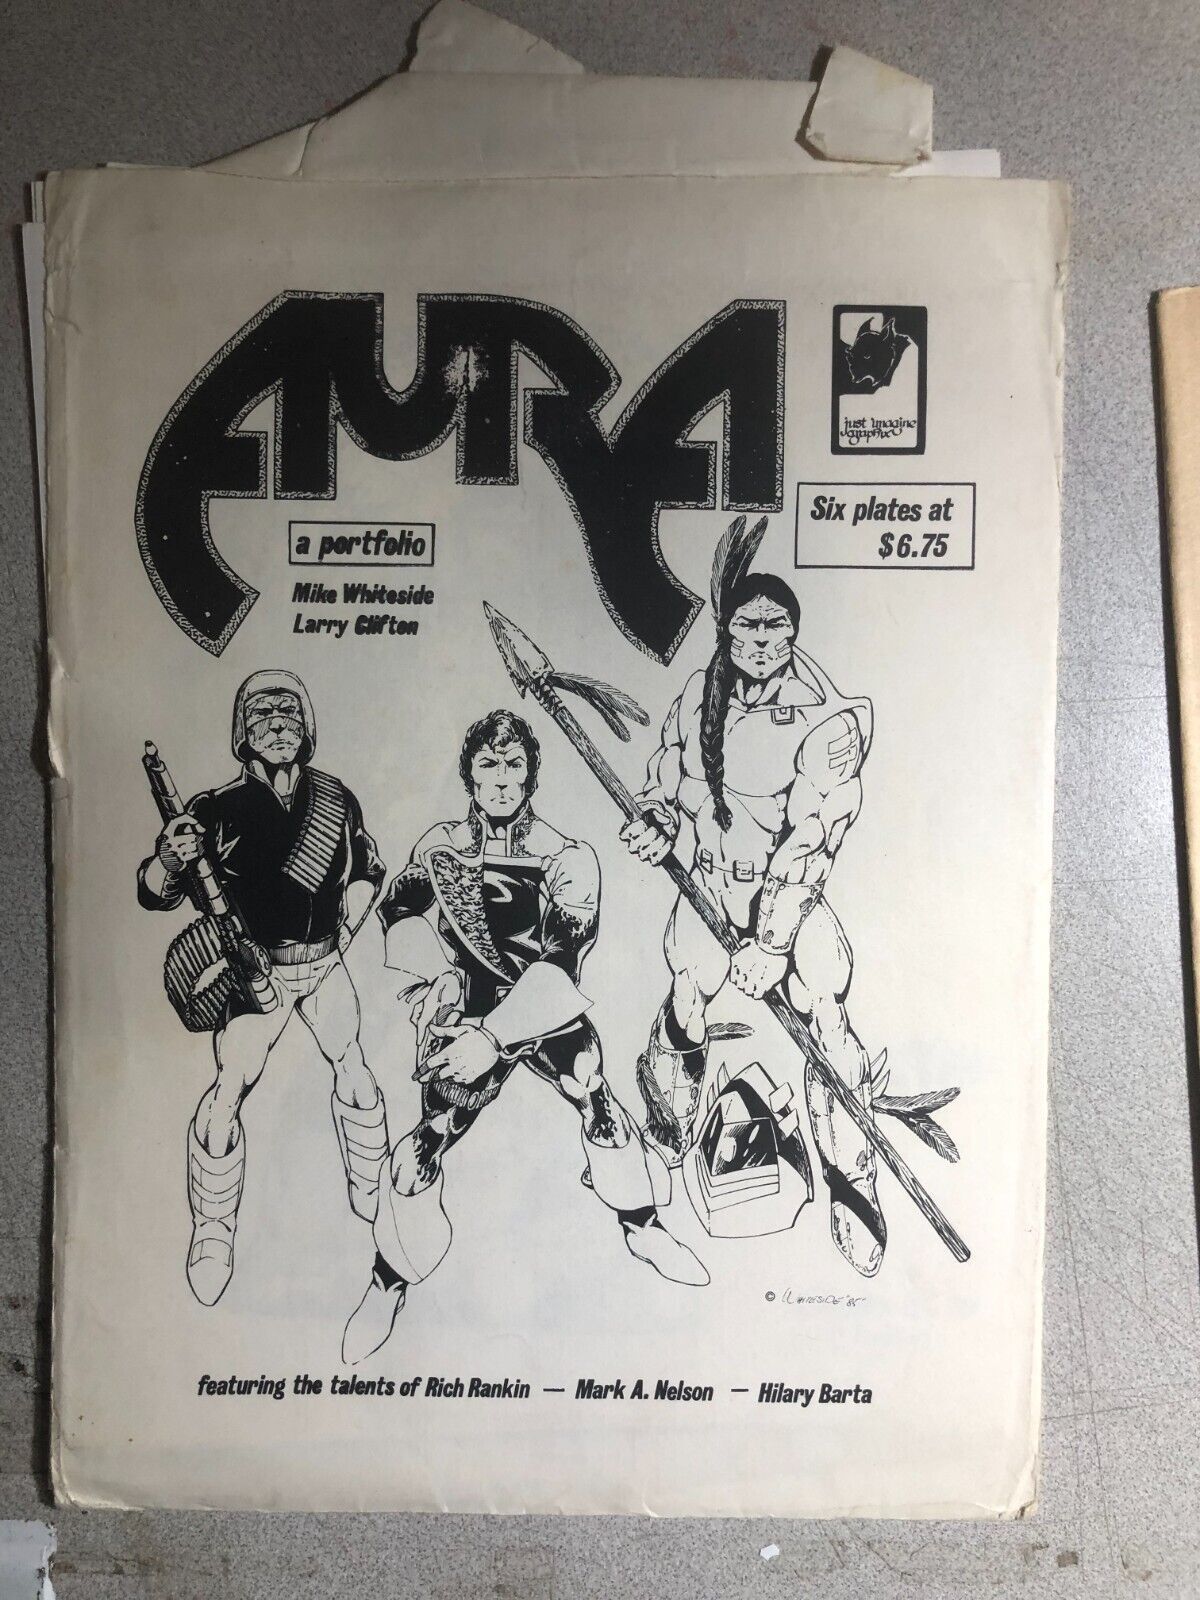 AURA
just imagine
graphix
Six plates at
$6.75
a portfolio
Mike Whiteside
Larry Clifton
© Whiteside "85"
featuring the talents of Rich Rankin — Mark A. Nelson — Hilary Barta